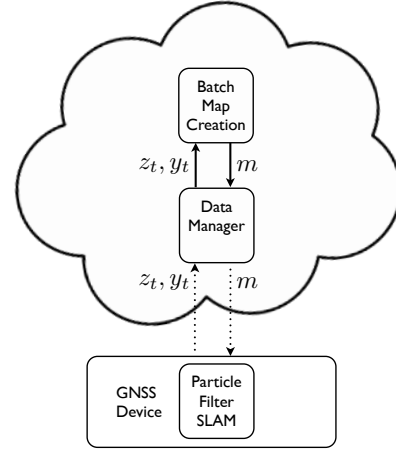 Batch
Map
Creation
z_t, y_t m
Data
Manager
z_t, y_t m
GNSS
Device
Particle
Filter
SLAM